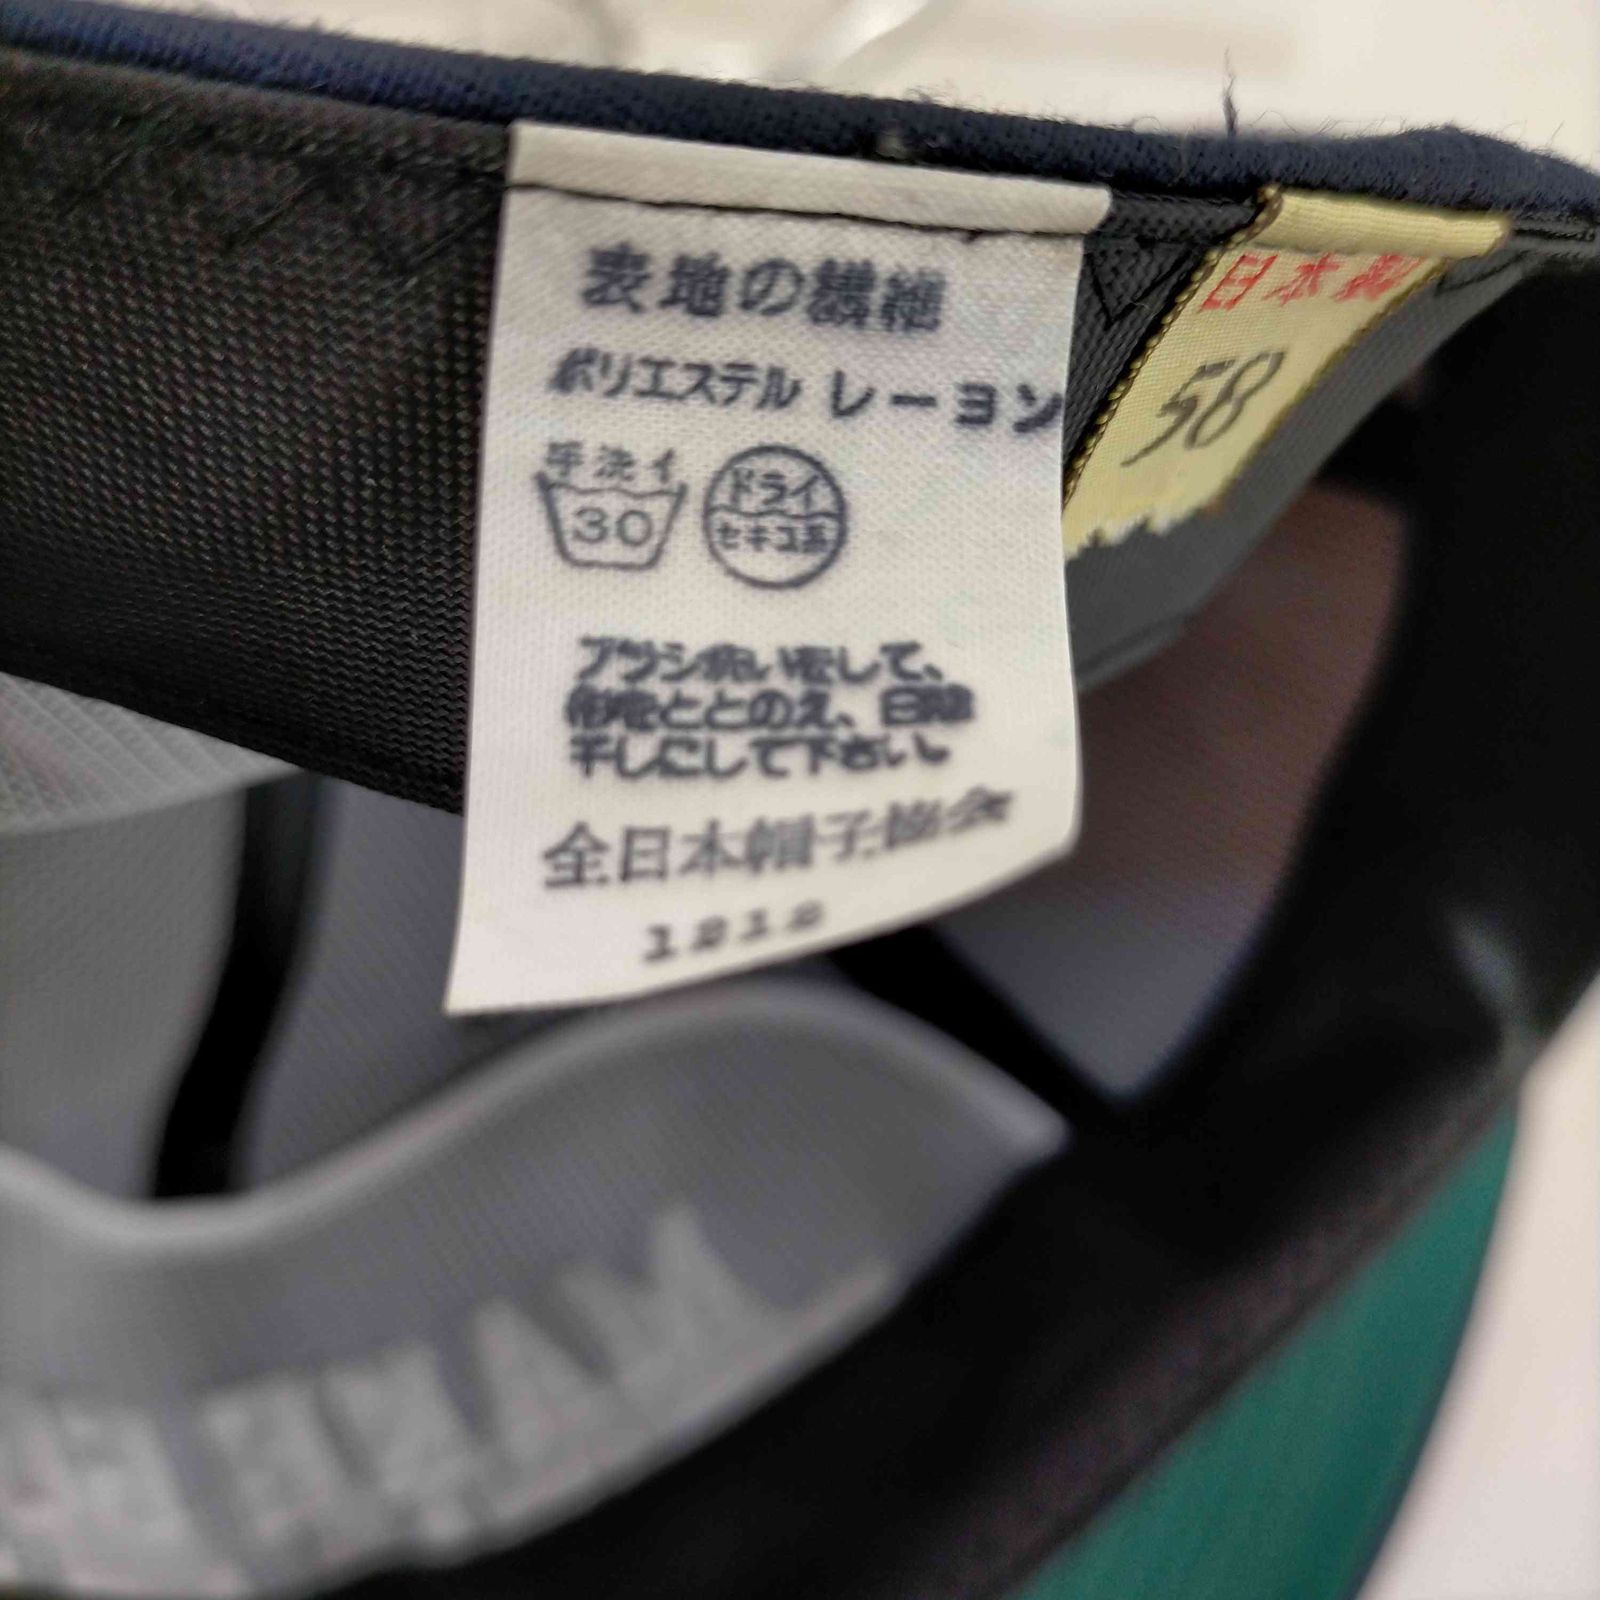 表地の繊維
ポリエステル レーヨン
手洗イ
30
ドライ
セキユ系
ブラシ洗いをして、
形をととのえ、日陰
干しにして下さい。
全日本帽子協会
1212
日本製
58